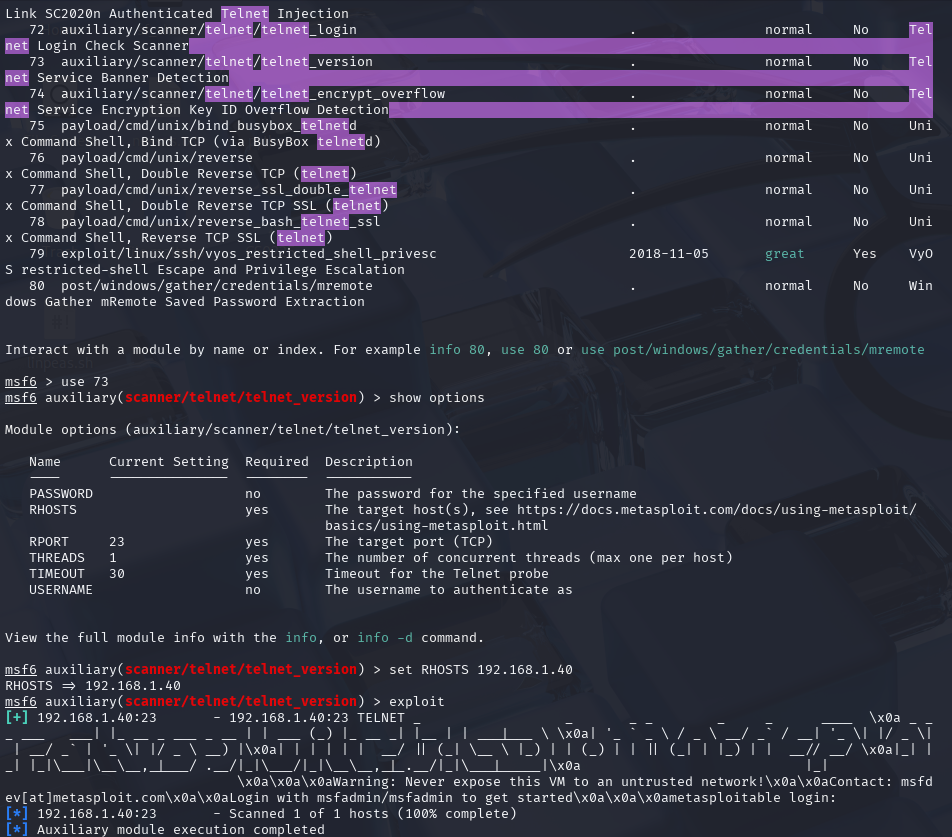 Link SC2020n Authenticated Telnet Injection
72 auxiliary/scanner/telnet/telnet_login . normal No Tel
net Login Check Scanner
73 auxiliary/scanner/telnet/telnet_version . normal No Tel
net Service Banner Detection
74 auxiliary/scanner/telnet/telnet_encrypt_overflow . normal No Tel
net Service Encryption Key ID Overflow Detection
75 payload/cmd/unix/bind_busybox_telnetd . normal No Uni
x Command Shell, Bind TCP (via BusyBox telnetd)
76 payload/cmd/unix/reverse . normal No Uni
x Command Shell, Double Reverse TCP (telnet)
77 payload/cmd/unix/reverse_ssl_double_telnet . normal No Uni
x Command Shell, Double Reverse TCP SSL (telnet)
78 payload/cmd/unix/reverse_bash_telnet_ssl . normal No Uni
x Command Shell, Reverse TCP SSL (telnet)
79 exploit/linux/ssh/vyos_restricted_shell_privesc 2018-11-05 great Yes VyO
S restricted-shell Escape and Privilege Escalation
80 post/windows/gather/credentials/mremote . normal No Win
dows Gather mRemote Saved Password Extraction
Interact with a module by name or index. For example info 80, use 80 or use post/windows/gather/credentials/mremote
msf6 > use 73
msf6 auxiliary(scanner/telnet/telnet_version) > show options
Module options (auxiliary/scanner/telnet/telnet_version):
Name Current Setting Required Description
PASSWORD no The password for the specified username
RHOSTS yes The target host(s), see https://docs.metasploit.com/docs/using-metasploit/
basics/using-metasploit.html
RPORT 23 yes The target port (TCP)
THREADS 1 yes The number of concurrent threads (max one per host)
TIMEOUT 30 yes Timeout for the Telnet probe
USERNAME no The username to authenticate as
View the full module info with the info, or info -d command.
msf6 auxiliary(scanner/telnet/telnet_version) > set RHOSTS 192.168.1.40
RHOSTS => 192.168.1.40
msf6 auxiliary(scanner/telnet/telnet_version) > exploit
[+] 192.168.1.40:23 - 192.168.1.40:23 TELNET _ _ _ _ _ _ ____ \x0a _ _
_ ___ ___| |_ __ _ ___ _ __ | | ___ (_) |_ __ _| |__ | | ___|___ \ \x0a| '_ ` _ \ / _ \ __/ _` / __| '_ \| |/ _ \|
| __/ _` | '_ \| |/ _ \ __) |\x0a| | | | | | __/ || (_| \__ \ |_) | | (_) | | || (_| | |_) | | __// __/ \x0a|_| |
_| |_|\___|\__\__,_|___/ .__/|_|\___/|_|\__\__,_|_.__/|_|\___|_____|\x0a |_|
\x0a\x0a\x0aWarning: Never expose this VM to an untrusted network!\x0a\x0aContact: msfd
ev[at]metasploit.com\x0a\x0aLogin with msfadmin/msfadmin to get started\x0a\x0a\x0ametasploitable login:
[*] 192.168.1.40:23 - Scanned 1 of 1 hosts (100% complete)
[*] Auxiliary module execution completed